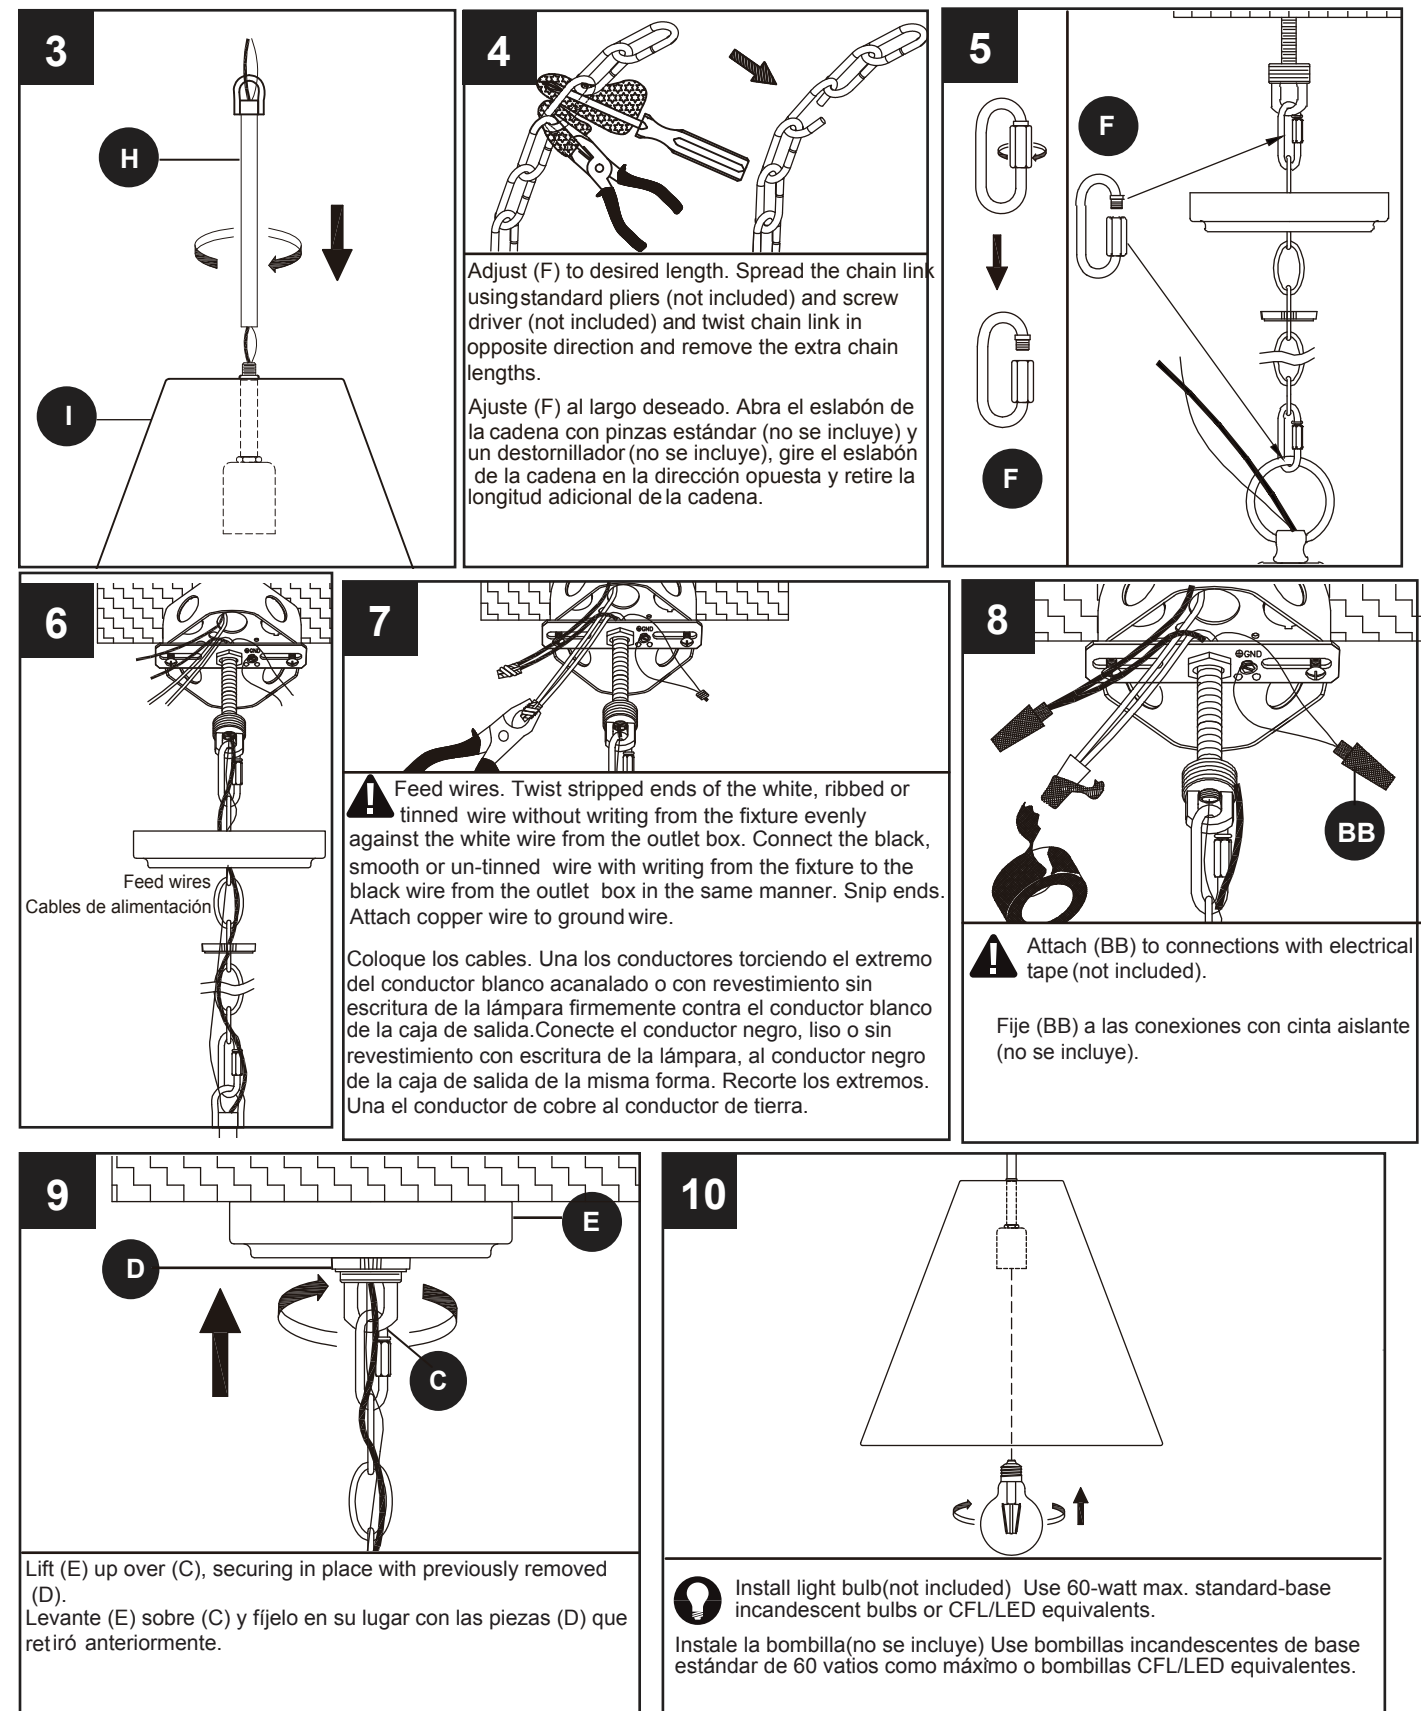 3
H
I
4
Adjust (F) to desired length. Spread the chain link
using standard pliers (not included) and screw
driver (not included) and twist chain link in
opposite direction and remove the extra chain
lengths.
Ajuste (F) al largo deseado. Abra el eslabón de
la cadena con pinzas estándar (no se incluye) y
un destornillador (no se incluye), gire el eslabón
de la cadena en la dirección opuesta y retire la
longitud adicional de la cadena.
5
F
F
6
GND
Feed wires
Cables de alimentación
7
GND
Feed wires. Twist stripped ends of the white, ribbed or
tinned wire without writing from the fixture evenly
against the white wire from the outlet box. Connect the black,
smooth or un-tinned wire with writing from the fixture to the
black wire from the outlet box in the same manner. Snip ends.
Attach copper wire to ground wire.
Coloque los cables. Una los conductores torciendo el extremo
del conductor blanco acanalado o con revestimiento sin
escritura de la lámpara firmemente contra el conductor blanco
de la caja de salida.Conecte el conductor negro, liso o sin
revestimiento con escritura de la lámpara, al conductor negro
de la caja de salida de la misma forma. Recorte los extremos.
Una el conductor de cobre al conductor de tierra.
8
GND
BB
Attach (BB) to connections with electrical
tape (not included).
Fije (BB) a las conexiones con cinta aislante
(no se incluye).
9
E
D
C
Lift (E) up over (C), securing in place with previously removed
(D).
Levante (E) sobre (C) y fíjelo en su lugar con las piezas (D) que
retiró anteriormente.
10
Install light bulb(not included) Use 60-watt max. standard-base
incandescent bulbs or CFL/LED equivalents.
Instale la bombilla(no se incluye) Use bombillas incandescentes de base
estándar de 60 vatios como máximo o bombillas CFL/LED equivalentes.